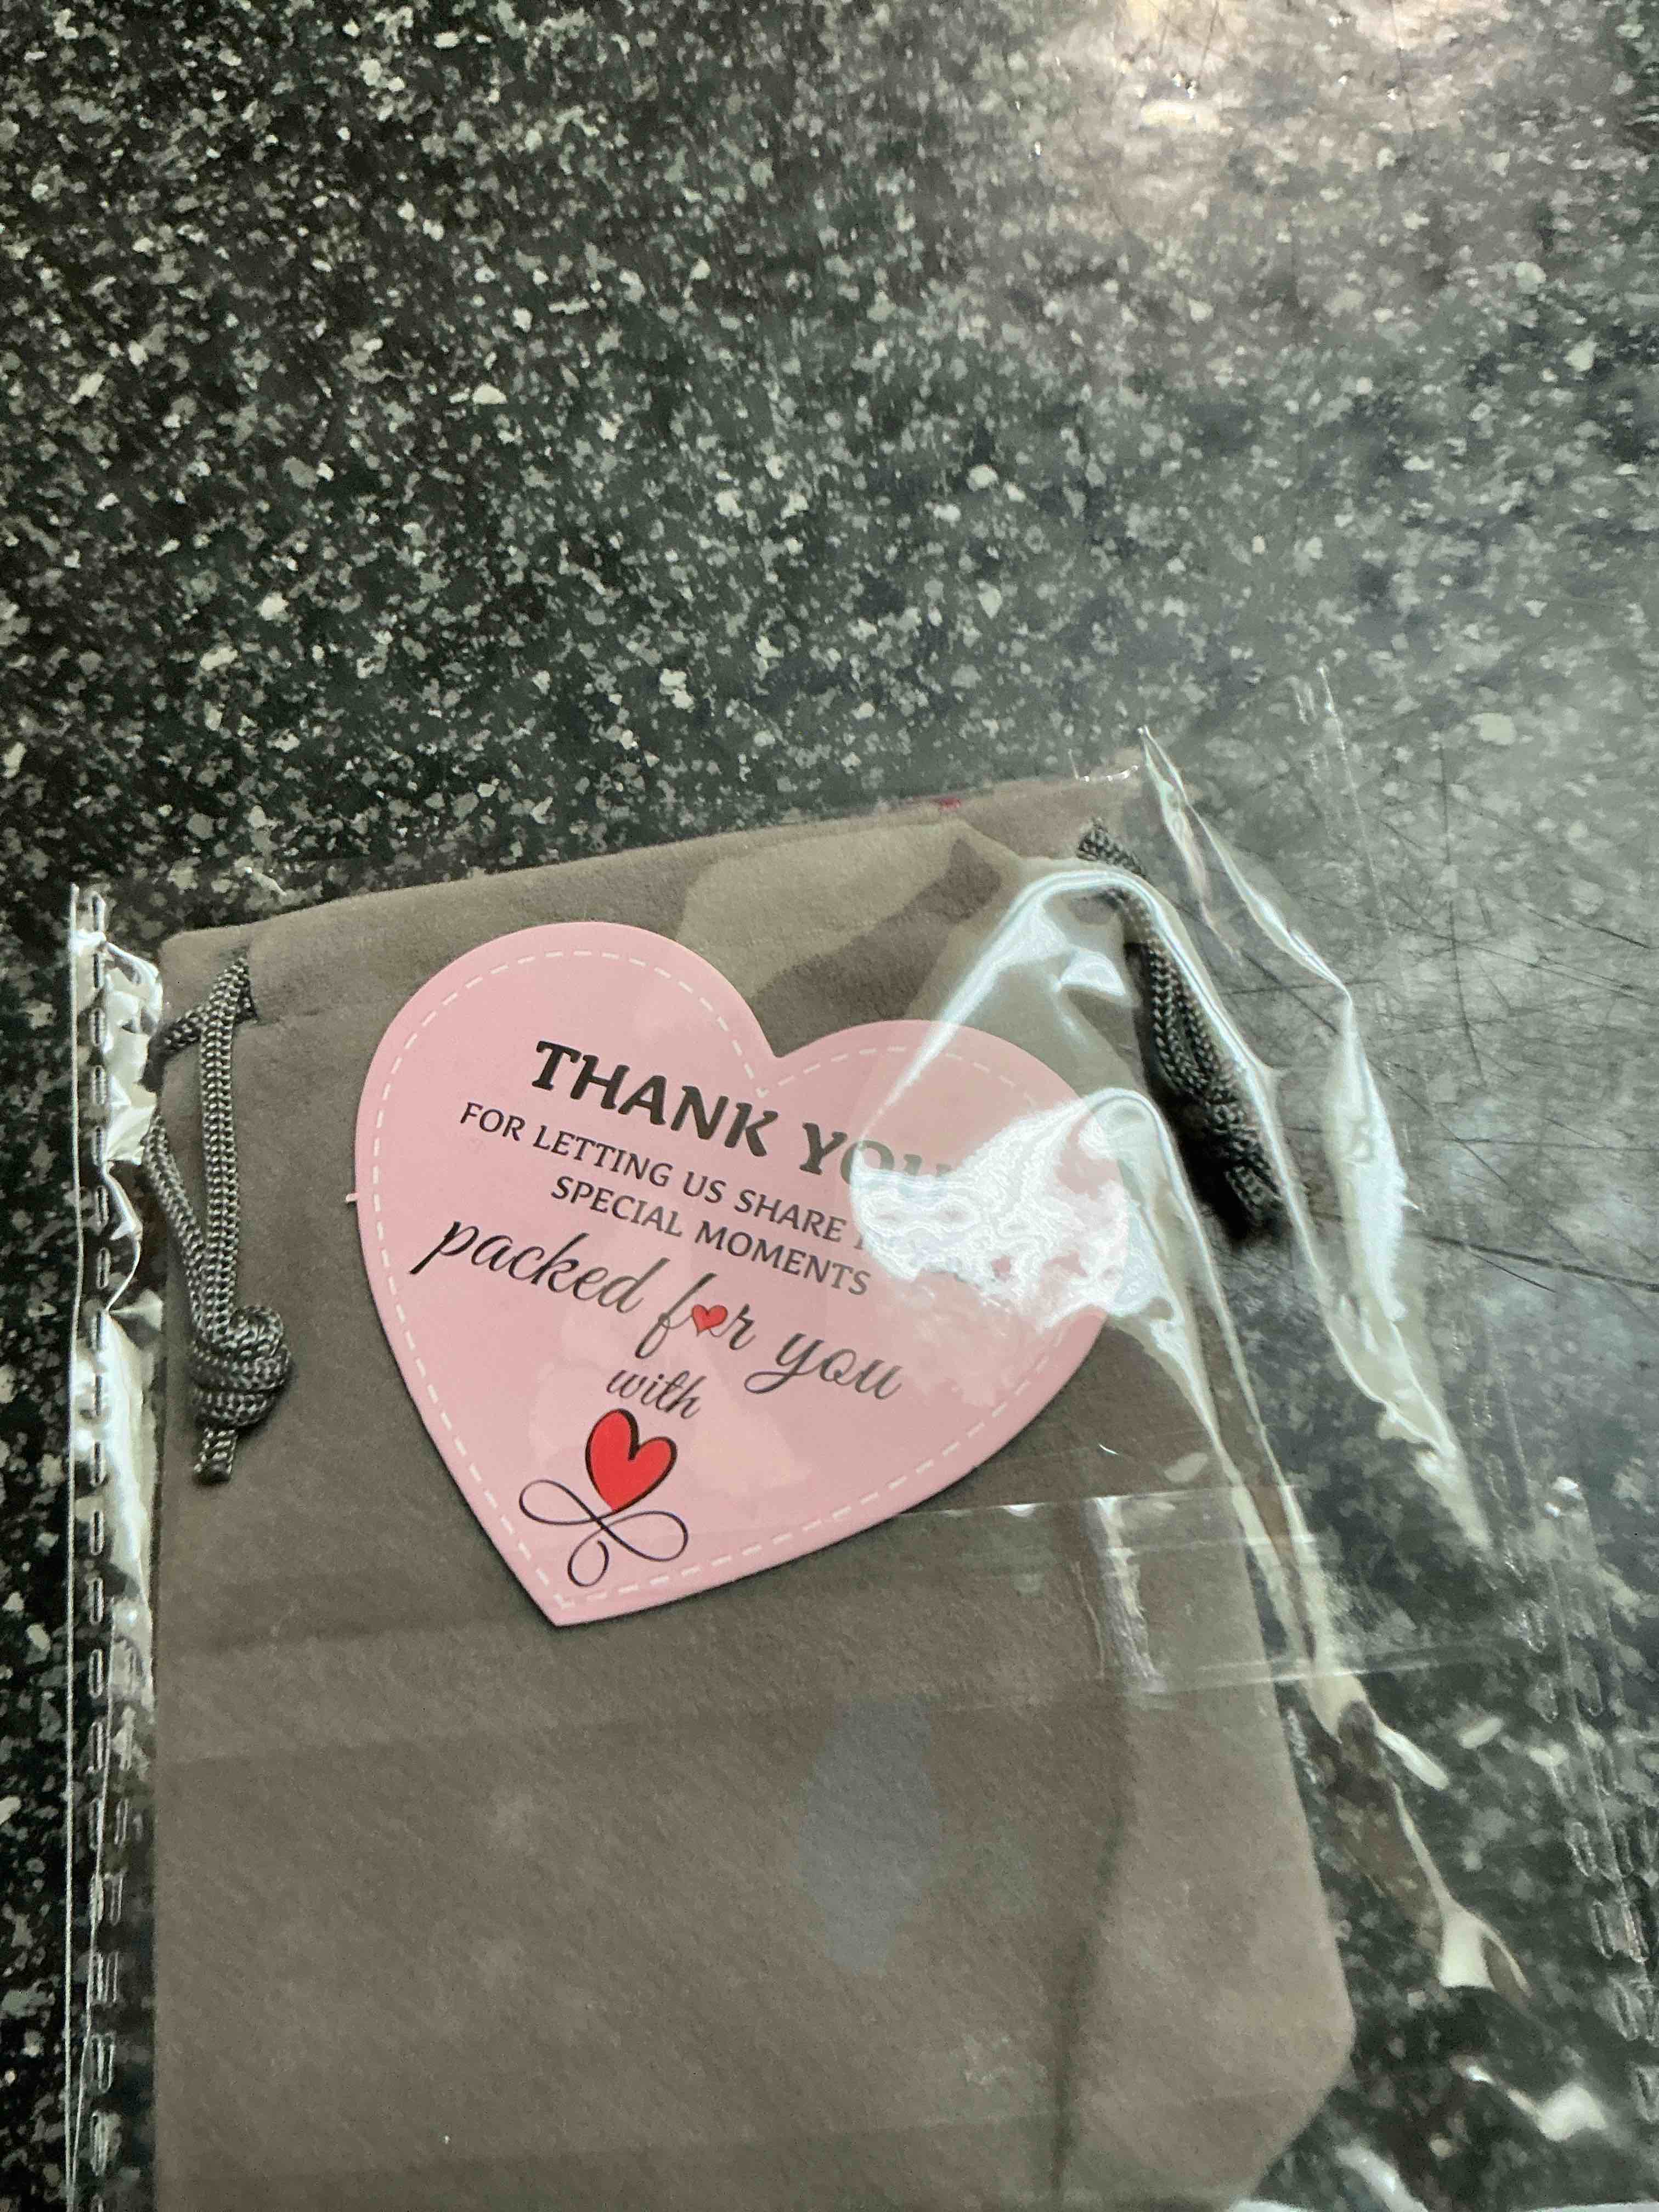 THANK YOU
FOR LETTING US SHARE
SPECIAL MOMENTS
packed for you
with